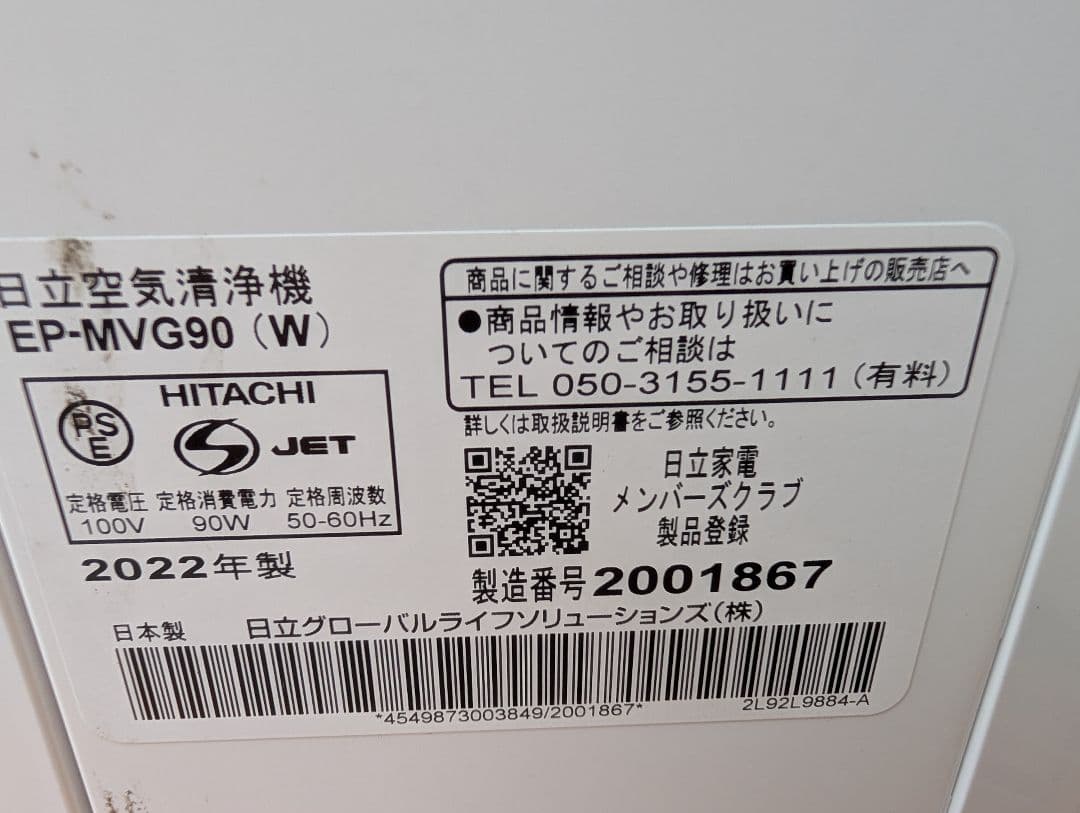 日立空気清浄機
EP-MVG90（W）
商品に関するご相談や修理はお買い上げの販売店へ
●商品情報やお取り扱いに
ついてのご相談は
TEL 050-3155-1111（有料）
詳しくは取扱説明書をご参照ください。
PS
E
HITACHI
S JET
定格電圧 定格消費電力 定格周波数
100V 90W 50-60Hz
2022年製
日立家電
メンバーズクラブ
製品登録
製造番号 2001867
日本製 日立グローバルライフソリューションズ(株)
*4549873003849/2001867*
2L92L9884-A